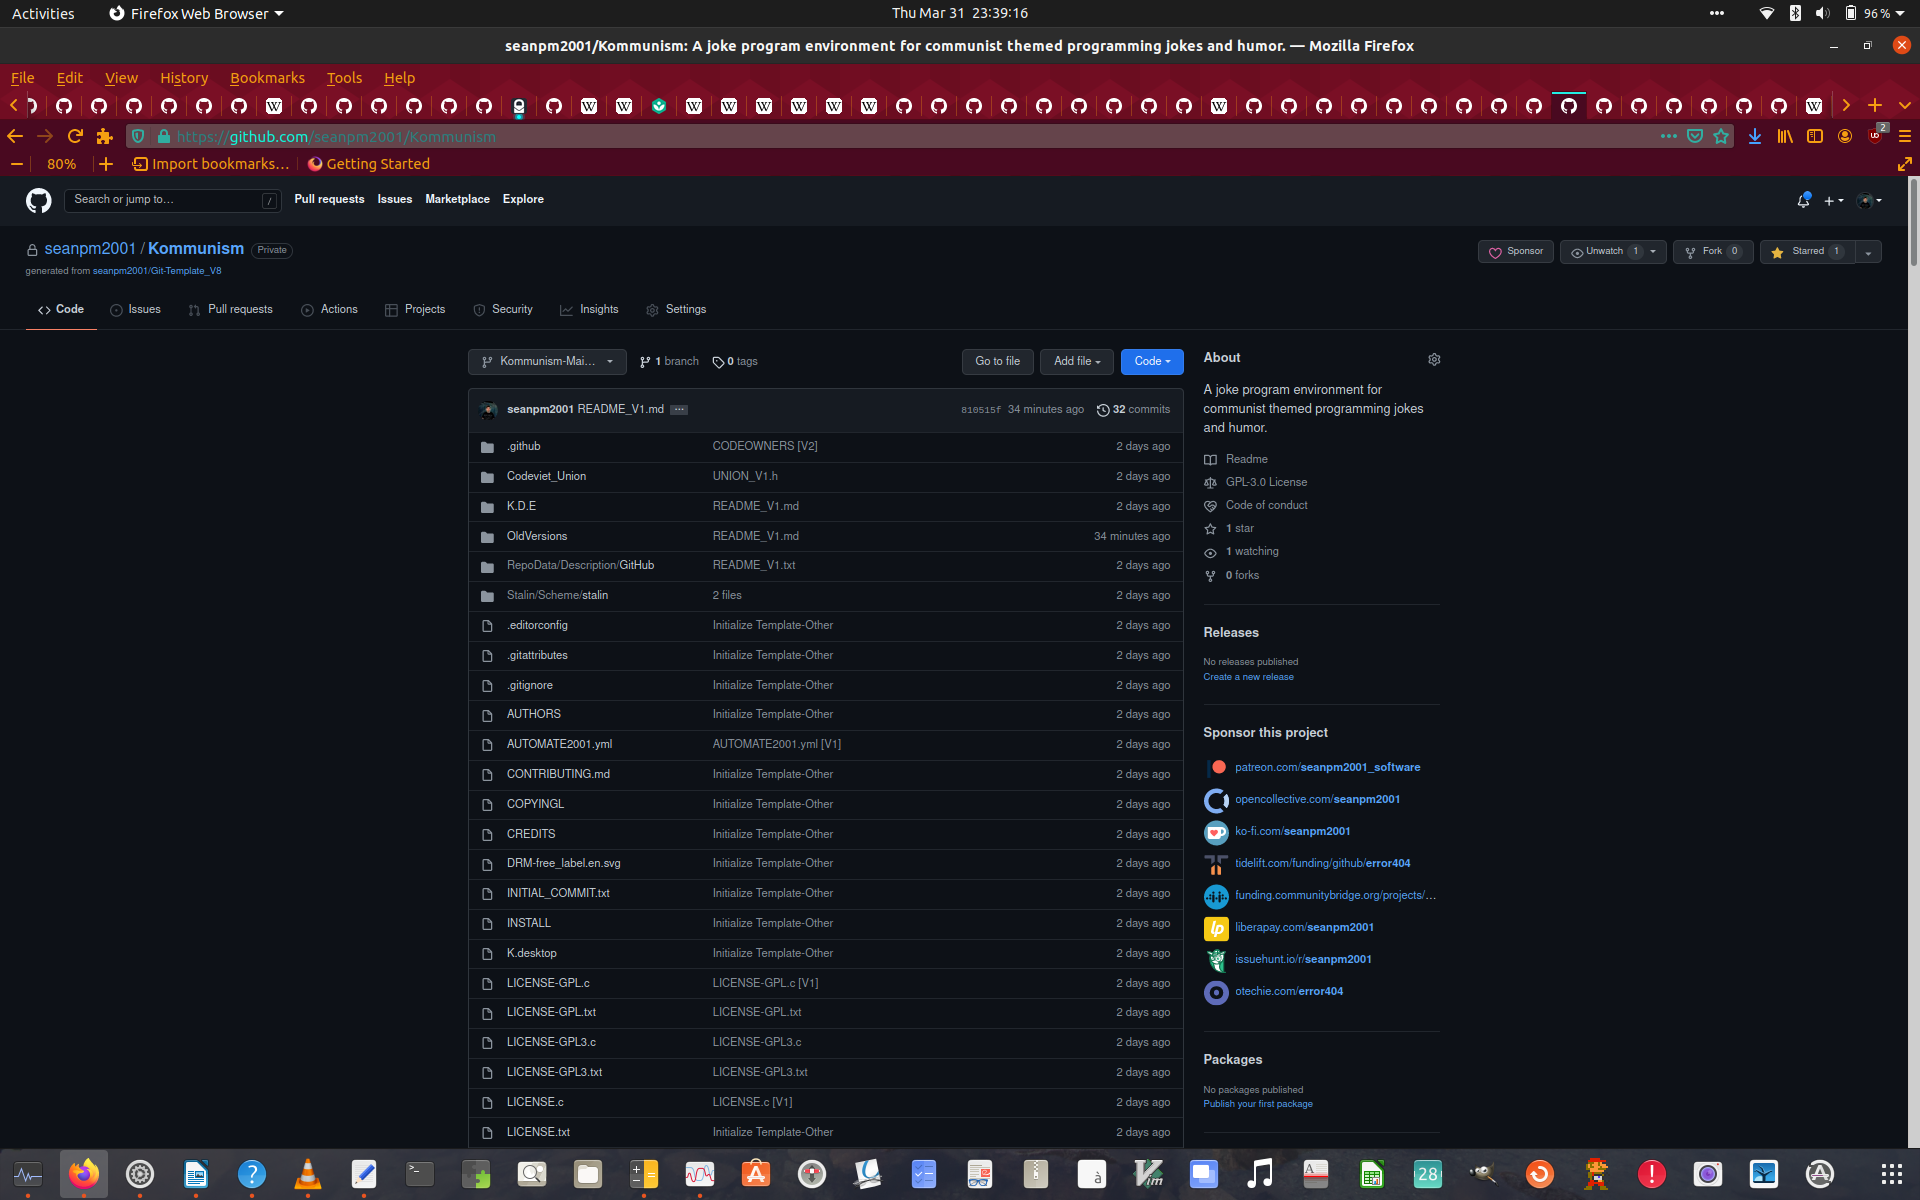 Activities
Firefox Web Browser
Thu Mar 31 23:39:16
96 %
seanpm2001/Kommunism: A joke program environment for communist themed programming jokes and humor. — Mozilla Firefox
File Edit View History Bookmarks Tools Help
https://github.com/seanpm2001/Kommunism
2
80%
Import bookmarks...
Getting Started
Search or jump to...
/
Pull requests
Issues
Marketplace
Explore
seanpm2001 / Kommunism
Private
generated from seanpm2001/Git-Template_V8
Sponsor
Unwatch 1
Fork 0
Starred 1
Code
Issues
Pull requests
Actions
Projects
Security
Insights
Settings
Kommunism-Mai...
1 branch
0 tags
Go to file
Add file
Code
seanpm2001 README_V1.md
810515f 34 minutes ago
32 commits
.github CODEOWNERS [V2] 2 days ago
Codeviet_Union UNION_V1.h 2 days ago
K.D.E README_V1.md 2 days ago
OldVersions README_V1.md 34 minutes ago
RepoData/Description/GitHub README_V1.txt 2 days ago
Stalin/Scheme/stalin 2 files 2 days ago
.editorconfig Initialize Template-Other 2 days ago
.gitattributes Initialize Template-Other 2 days ago
.gitignore Initialize Template-Other 2 days ago
AUTHORS Initialize Template-Other 2 days ago
AUTOMATE2001.yml AUTOMATE2001.yml [V1] 2 days ago
CONTRIBUTING.md Initialize Template-Other 2 days ago
COPYINGL Initialize Template-Other 2 days ago
CREDITS Initialize Template-Other 2 days ago
DRM-free_label.en.svg Initialize Template-Other 2 days ago
INITIAL_COMMIT.txt Initialize Template-Other 2 days ago
INSTALL Initialize Template-Other 2 days ago
K.desktop Initialize Template-Other 2 days ago
LICENSE-GPL.c LICENSE-GPL.c [V1] 2 days ago
LICENSE-GPL.txt LICENSE-GPL.txt 2 days ago
LICENSE-GPL3.c LICENSE-GPL3.c 2 days ago
LICENSE-GPL3.txt LICENSE-GPL3.txt 2 days ago
LICENSE.c LICENSE.c [V1] 2 days ago
LICENSE.txt Initialize Template-Other 2 days ago
About
A joke program environment for
communist themed programming jokes
and humor.
Readme
GPL-3.0 License
Code of conduct
1 star
1 watching
0 forks
Releases
No releases published
Create a new release
Sponsor this project
patreon.com/seanpm2001_software
opencollective.com/seanpm2001
ko-fi.com/seanpm2001
tidelift.com/funding/github/error404
funding.communitybridge.org/projects/...
liberapay.com/seanpm2001
issuehunt.io/r/seanpm2001
otechie.com/error404
Packages
No packages published
Publish your first package
28